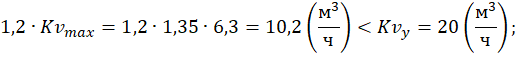 1,2 · Kv_max = 1,2 · 1,35 · 6,3 = 10,2 (м³/ч) < Kv_y = 20 (м³/ч);